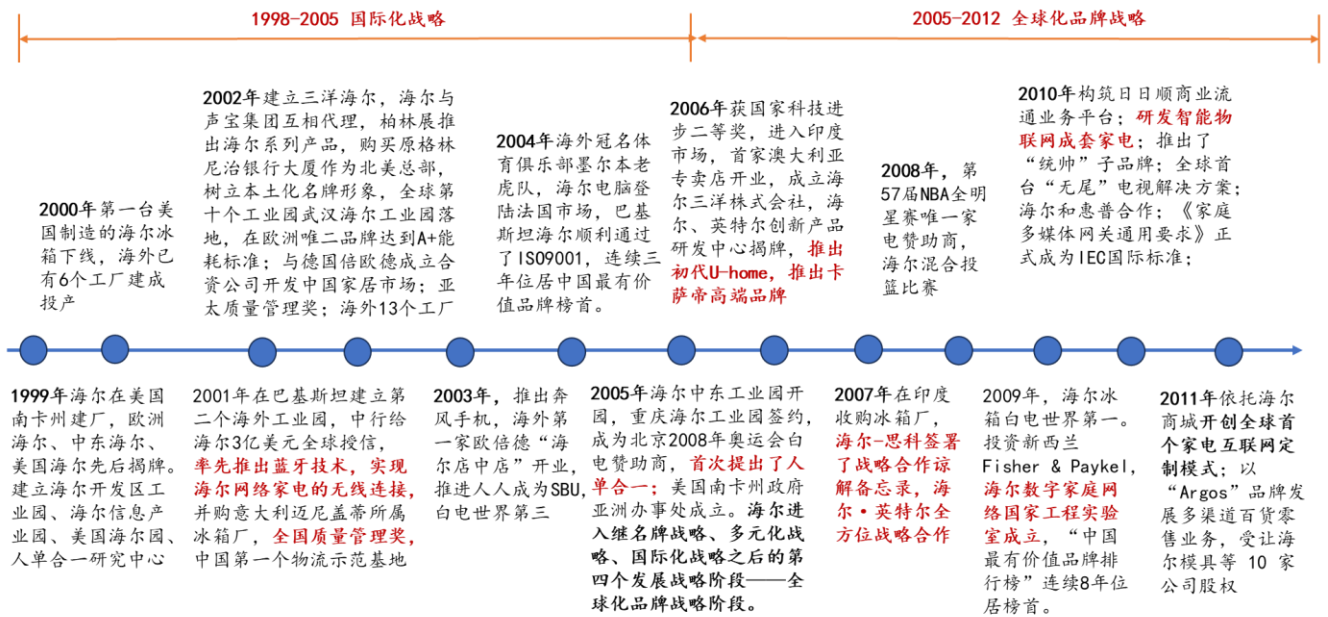 1998-2005 国际化战略
2005-2012 全球化品牌战略
2000年第一台美
国制造的海尔冰
箱下线，海外已
有6个工厂建成
投产
2002年建立三洋海尔，海尔与
声宝集团互相代理，柏林展推
出海尔系列产品，购买原格林
尼治银行大厦作为北美总部，
树立本土化名牌形象，全球第
十个工业园武汉海尔工业园落
地，在欧洲唯二品牌达到A+能
耗标准；与德国倍欧德成立合
资公司开发中国家居市场；亚
太质量管理奖；海外13个工厂
2004年海外冠名体
育俱乐部墨尔本老
虎队，海尔电脑登
陆法国市场，巴基
斯坦海尔顺利通过
了ISO9001，连续三
年位居中国最有价
值品牌榜首。
2006年获国家科技进
步二等奖，进入印度
市场，首家澳大利亚
专卖店开业，成立海
尔三洋株式会社，海
尔、英特尔创新产品
研发中心揭牌，推出
初代U-home，推出卡
萨帝高端品牌
2008年，第
57届NBA全明
星赛唯一家
电赞助商，
海尔混合投
篮比赛
2010年构筑日日顺商业流
通业务平台；研发智能物
联网成套家电；推出了
“统帅”子品牌；全球首
台“无尾”电视解决方案；
海尔和惠普合作；《家庭
多媒体网关通用要求》正
式成为IEC国际标准；
1999年海尔在美国
南卡州建厂，欧洲
海尔、中东海尔、
美国海尔先后揭牌。
建立海尔开发区工
业园、海尔信息产
业园、美国海尔园、
人单合一研究中心
2001年在巴基斯坦建立第
二个海外工业园，中行给
海尔3亿美元全球授信，
率先推出蓝牙技术，实现
海尔网络家电的无线连接，
并购意大利迈尼盖蒂所属
冰箱厂，全国质量管理奖，
中国第一个物流示范基地
2003年，推出奔
风手机，海外第
一家欧倍德“海
尔店中店”开业，
推进人人成为SBU，
白电世界第三
2005年海尔中东工业园开
园，重庆海尔工业园签约，
成为北京2008年奥运会白
电赞助商，首次提出了人
单合一；美国南卡州政府
亚洲办事处成立。海尔进
入继名牌战略、多元化战
略、国际化战略之后的第
四个发展战略阶段——全
球化品牌战略阶段。
2007年在印度
收购冰箱厂，
海尔-思科签署
了战略合作谅
解备忘录，海
尔·英特尔全
方位战略合作
2009年，海尔冰
箱白电世界第一。
投资新西兰
Fisher & Paykel，
海尔数字家庭网
络国家工程实验
室成立，“中国
最有价值品牌排
行榜”连续8年位
居榜首。
2011年依托海尔
商城开创全球首
个家电互联网定
制模式；以
“Argos”品牌发
展多渠道百货零
售业务，受让海
尔模具等 10 家
公司股权